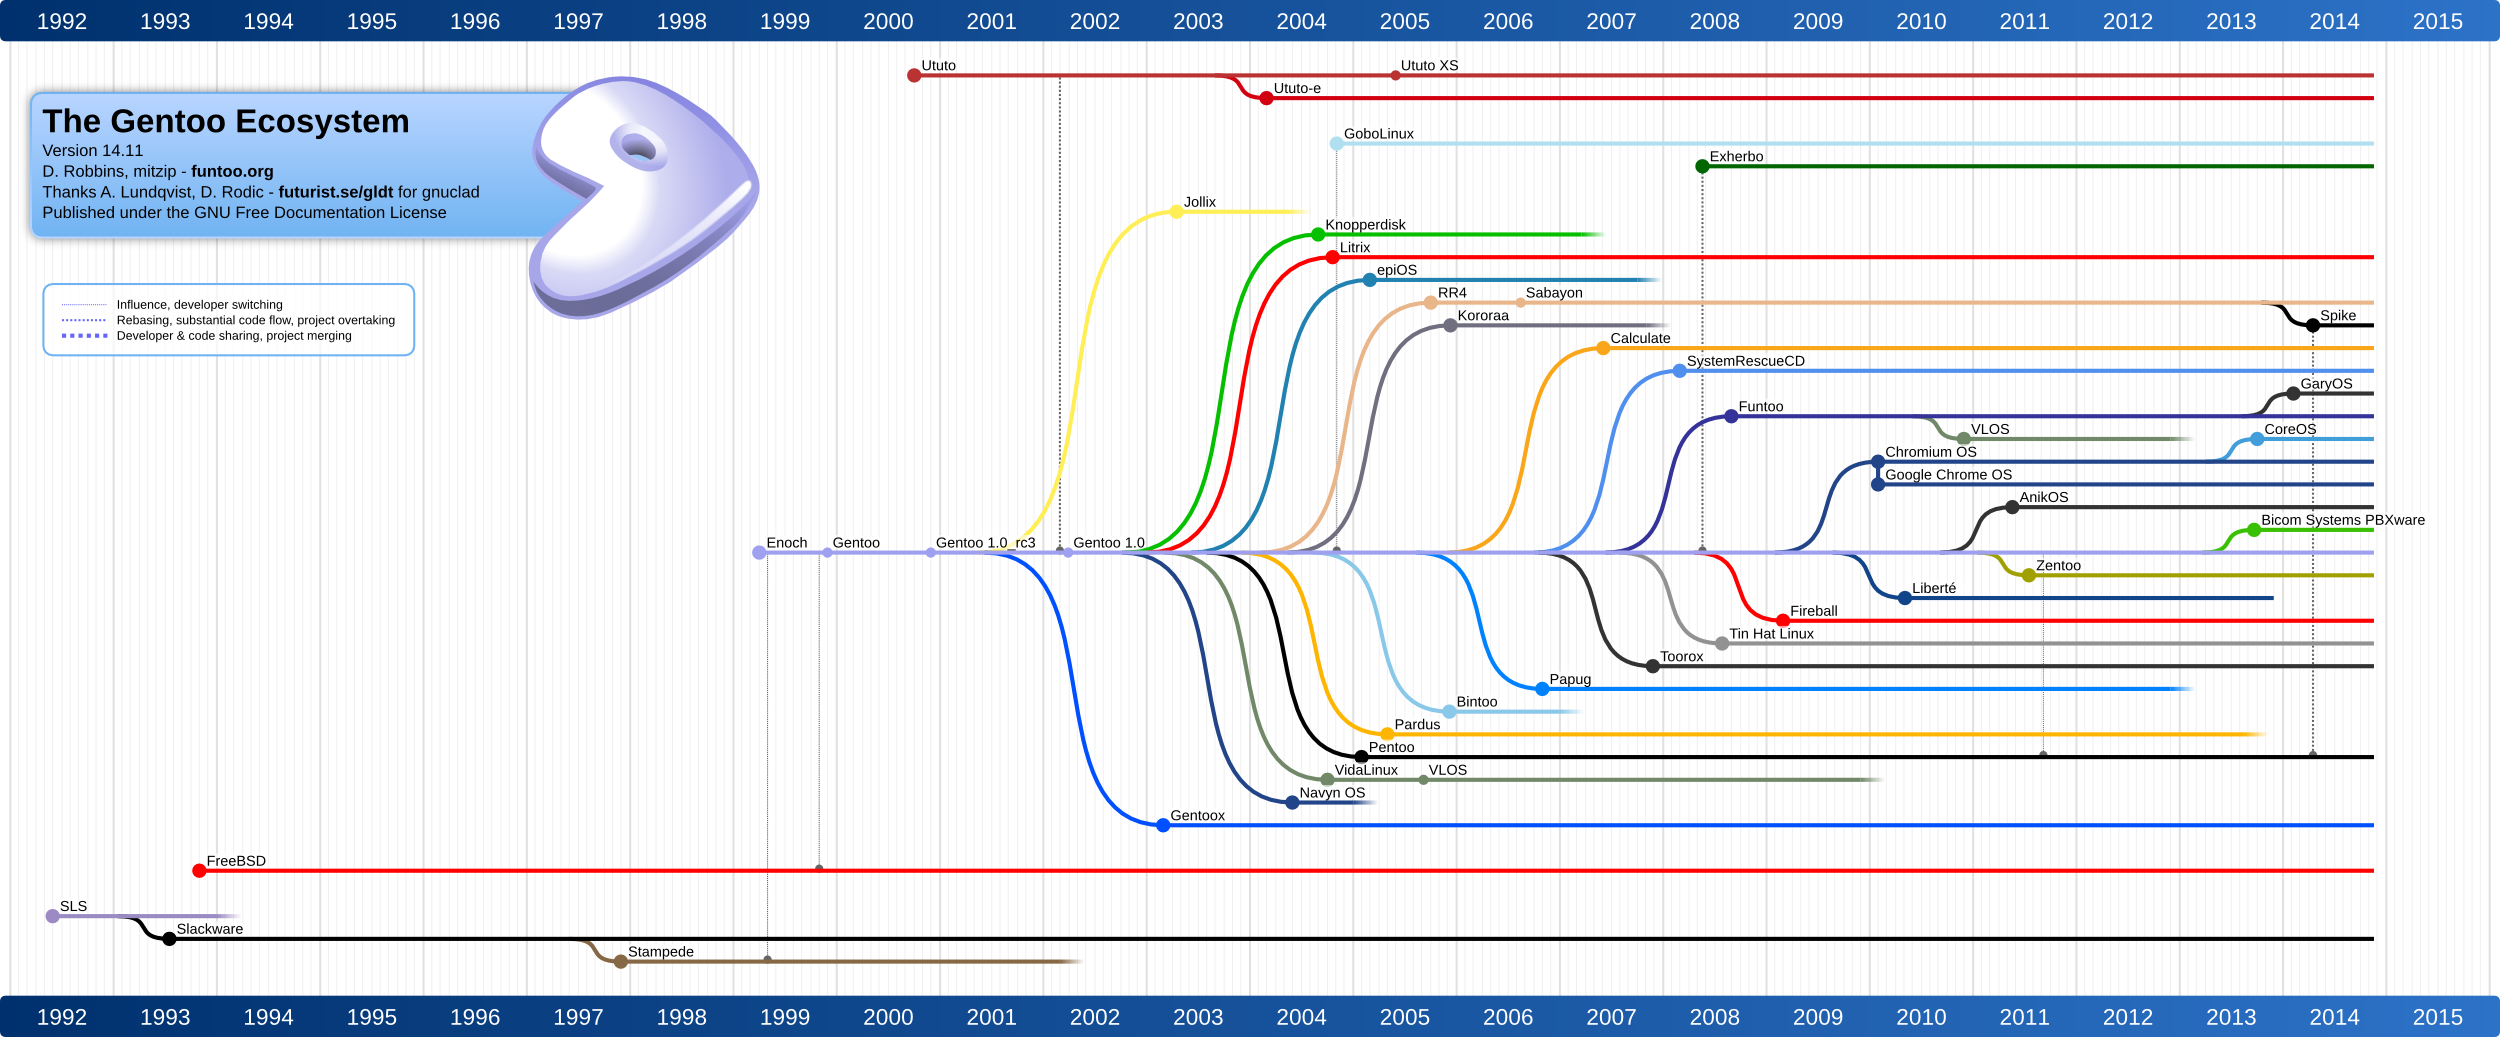 1992 1993 1994 1995 1996 1997 1998 1999 2000 2001 2002 2003 2004 2005 2006 2007 2008 2009 2010 2011 2012 2013 2014 2015
Ututo
Ututo XS
Ututo-e
The Gentoo Ecosystem
Version 14.11
D. Robbins, mitzip - funtoo.org
Thanks A. Lundqvist, D. Rodic - futurist.se/gldt for gnuclad
Published under the GNU Free Documentation License
GoboLinux
Exherbo
Jollix
Knopperdisk
Litrix
epiOS
RR4
Sabayon
Influence, developer switching
Rebasing, substantial code flow, project overtaking
Developer & code sharing, project merging
Kororaa
Spike
Calculate
SystemRescueCD
GaryOS
Funtoo
VLOS
CoreOS
Chromium OS
Google Chrome OS
AnikOS
Bicom Systems PBXware
Enoch
Gentoo
Gentoo 1.0_rc3
Gentoo 1.0
Zentoo
Liberté
Fireball
Tin Hat Linux
Toorox
Papug
Bintoo
Pardus
Pentoo
VidaLinux
VLOS
Navyn OS
Gentoox
FreeBSD
SLS
Slackware
Stampede
1992 1993 1994 1995 1996 1997 1998 1999 2000 2001 2002 2003 2004 2005 2006 2007 2008 2009 2010 2011 2012 2013 2014 2015